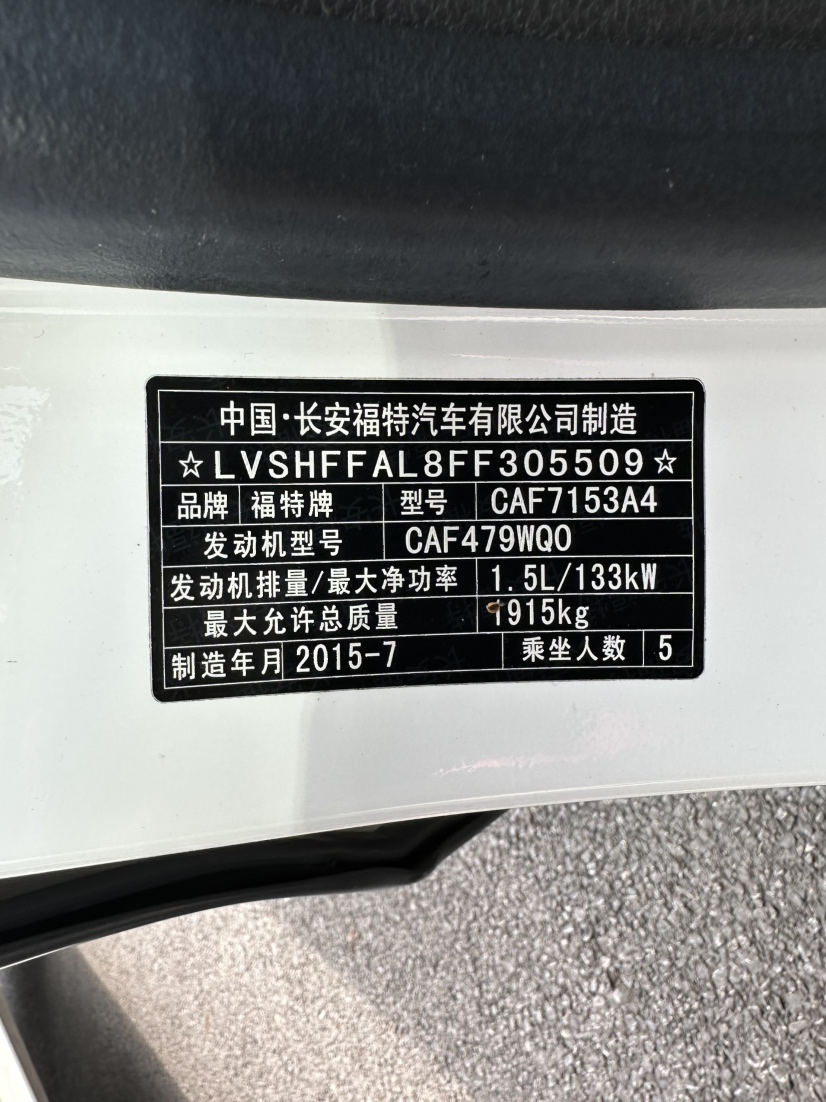 中国·长安福特汽车有限公司制造
☆LVSHFFAL8FF305509☆
品牌 福特牌 型号 CAF7153A4
发动机型号 CAF479WQ0
发动机排量/最大净功率 1.5L/133kW
最大允许总质量 1915kg
制造年月 2015-7 乘坐人数 5